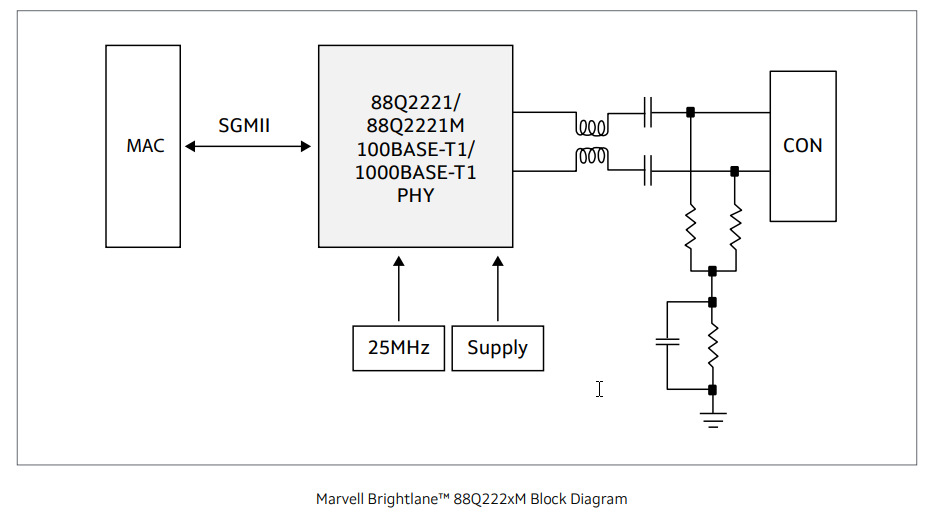 MAC
SGMII
88Q2221/
88Q2221M
100BASE-T1/
1000BASE-T1
PHY
CON
25MHz
Supply
Marvell Brightlane™ 88Q222xM Block Diagram